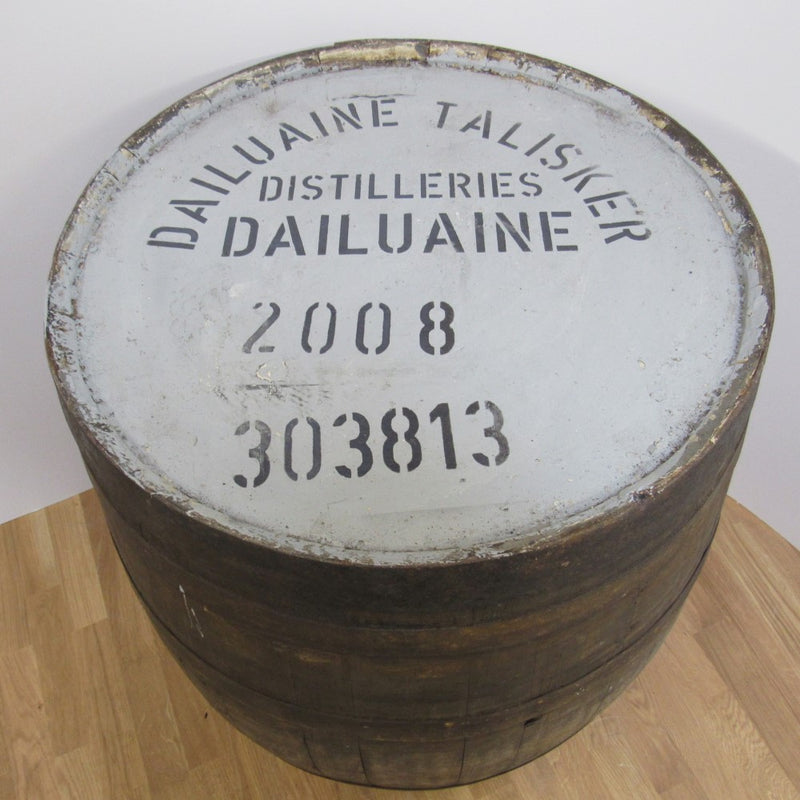 DAILUAINE TALISKER
DISTILLERIES
DAILUAINE
2008
303813